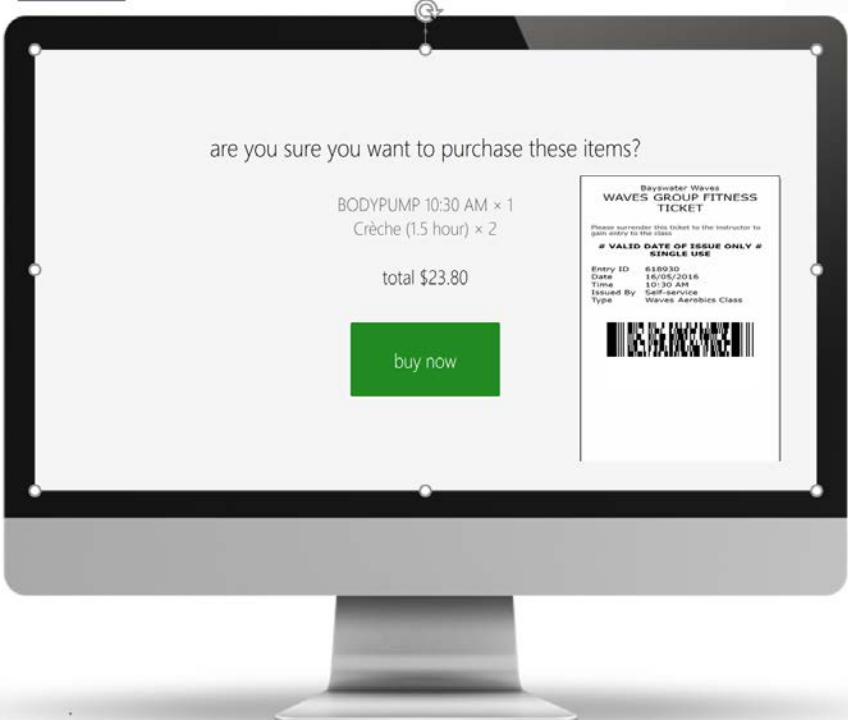 are you sure you want to purchase these items?
BODYPUMP 10:30 AM × 1
Crèche (1.5 hour) × 2
total $23.80
buy now
Bayswater Waves
WAVES GROUP FITNESS
TICKET
Please surrender this ticket to the instructor to
gain entry to the class
# VALID DATE OF ISSUE ONLY #
SINGLE USE
Entry ID 618930
Date 16/05/2016
Time 10:30 AM
Issued By Self-service
Type Waves Aerobics Class